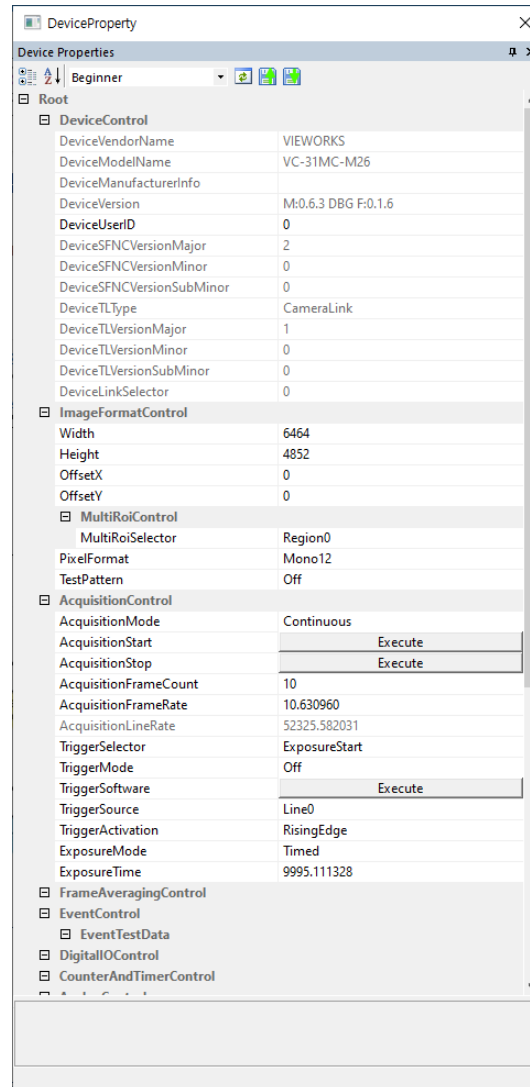 DeviceProperty
Device Properties
Beginner
Root
DeviceControl
DeviceVendorName VIEWORKS
DeviceModelName VC-31MC-M26
DeviceManufacturerInfo
DeviceVersion M:0.6.3 DBG F:0.1.6
DeviceUserID 0
DeviceSFNCVersionMajor 2
DeviceSFNCVersionMinor 0
DeviceSFNCVersionSubMinor 0
DeviceTLType CameraLink
DeviceTLVersionMajor 1
DeviceTLVersionMinor 0
DeviceTLVersionSubMinor 0
DeviceLinkSelector 0
ImageFormatControl
Width 6464
Height 4852
OffsetX 0
OffsetY 0
MultiRoiControl
MultiRoiSelector Region0
PixelFormat Mono12
TestPattern Off
AcquisitionControl
AcquisitionMode Continuous
AcquisitionStart Execute
AcquisitionStop Execute
AcquisitionFrameCount 10
AcquisitionFrameRate 10.630960
AcquisitionLineRate 52325.582031
TriggerSelector ExposureStart
TriggerMode Off
TriggerSoftware Execute
TriggerSource Line0
TriggerActivation RisingEdge
ExposureMode Timed
ExposureTime 9995.111328
FrameAveragingControl
EventControl
EventTestData
DigitalIOControl
CounterAndTimerControl